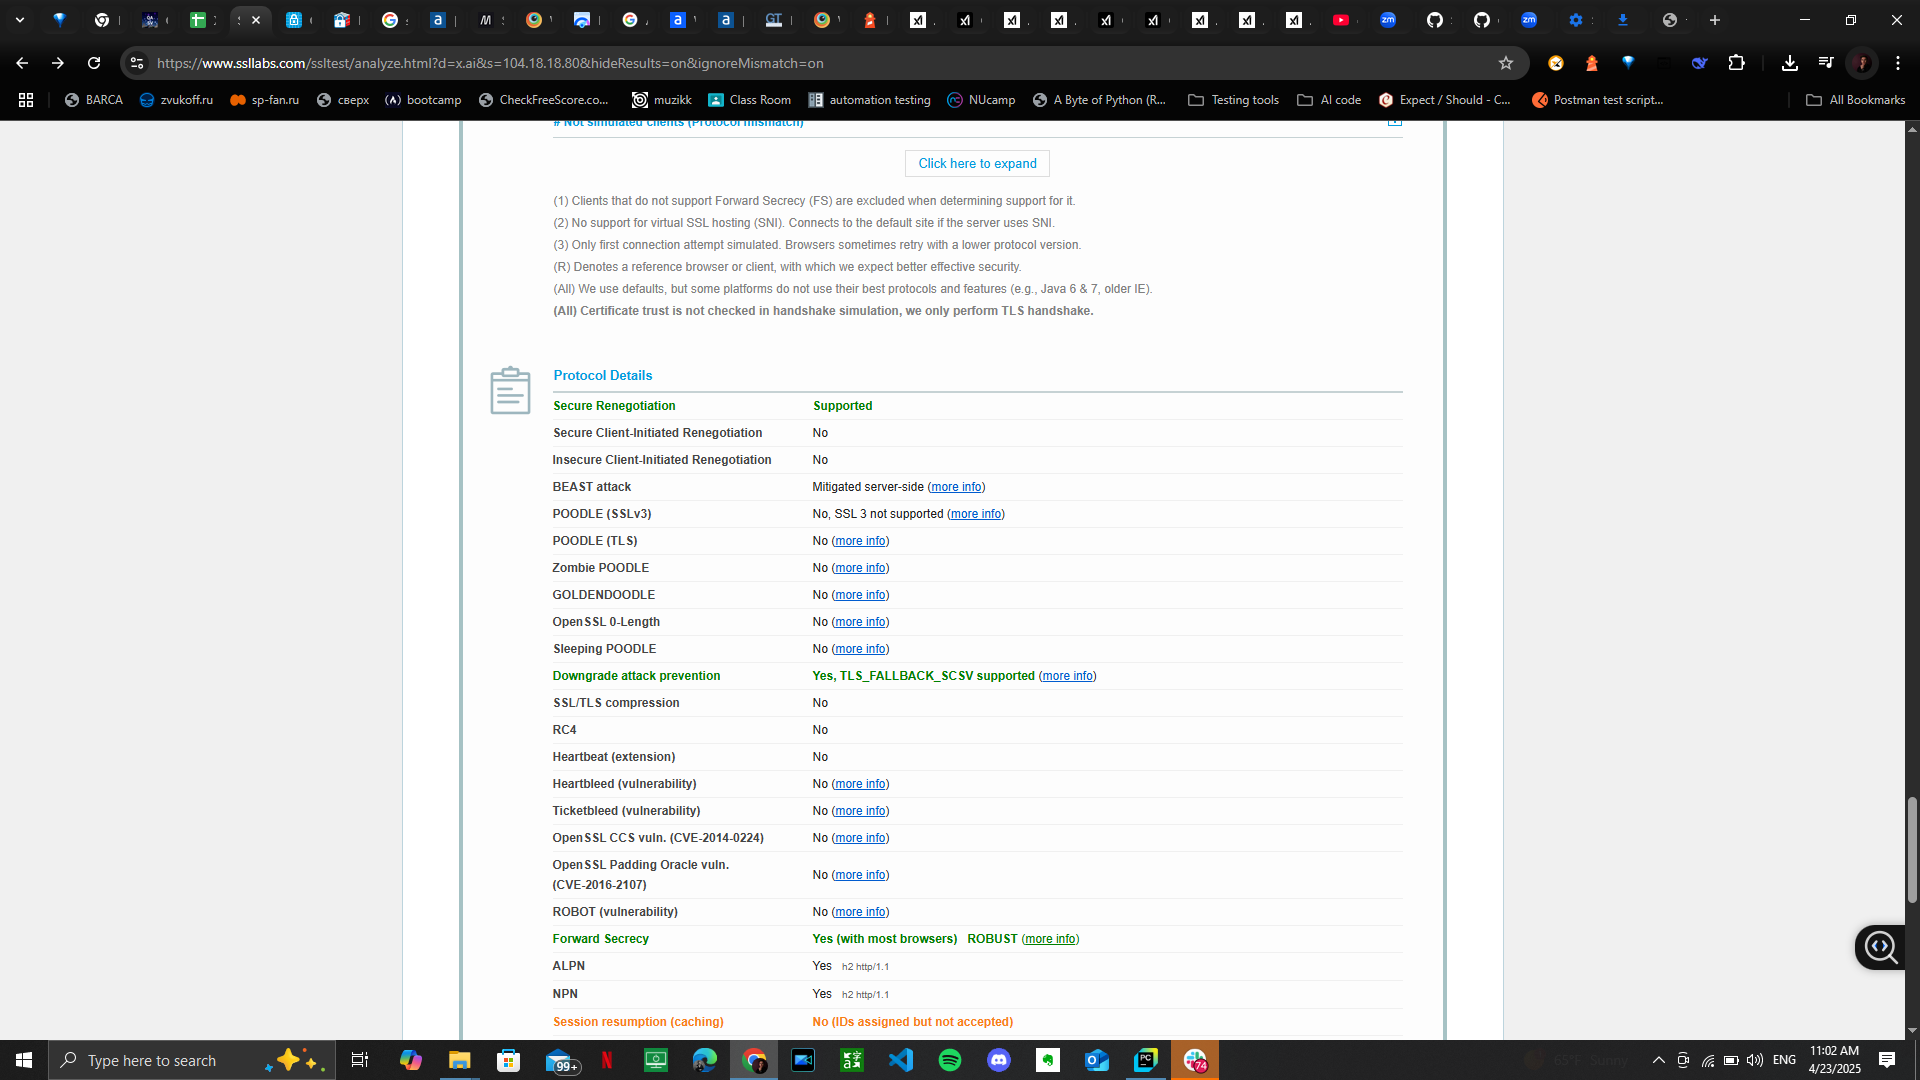 https://www.ssllabs.com/ssltest/analyze.html?d=x.ai&s=104.18.18.80&hideResults=on&ignoreMismatch=on
BARCA
zvukoff.ru
sp-fan.ru
сверх
bootcamp
CheckFreeScore.co...
muzikk
Class Room
automation testing
NUcamp
A Byte of Python (R...
Testing tools
AI code
Expect / Should - C...
Postman test script...
All Bookmarks
# Not simulated clients (Protocol mismatch)
Click here to expand
(1) Clients that do not support Forward Secrecy (FS) are excluded when determining support for it.
(2) No support for virtual SSL hosting (SNI). Connects to the default site if the server uses SNI.
(3) Only first connection attempt simulated. Browsers sometimes retry with a lower protocol version.
(R) Denotes a reference browser or client, with which we expect better effective security.
(All) We use defaults, but some platforms do not use their best protocols and features (e.g., Java 6 & 7, older IE).
(All) Certificate trust is not checked in handshake simulation, we only perform TLS handshake.
Protocol Details
Secure Renegotiation Supported
Secure Client-Initiated Renegotiation No
Insecure Client-Initiated Renegotiation No
BEAST attack Mitigated server-side (more info)
POODLE (SSLv3) No, SSL 3 not supported (more info)
POODLE (TLS) No (more info)
Zombie POODLE No (more info)
GOLDENDOODLE No (more info)
OpenSSL 0-Length No (more info)
Sleeping POODLE No (more info)
Downgrade attack prevention Yes, TLS_FALLBACK_SCSV supported (more info)
SSL/TLS compression No
RC4 No
Heartbeat (extension) No
Heartbleed (vulnerability) No (more info)
Ticketbleed (vulnerability) No (more info)
OpenSSL CCS vuln. (CVE-2014-0224) No (more info)
OpenSSL Padding Oracle vuln.
(CVE-2016-2107) No (more info)
ROBOT (vulnerability) No (more info)
Forward Secrecy Yes (with most browsers) ROBUST (more info)
ALPN Yes h2 http/1.1
NPN Yes h2 http/1.1
Session resumption (caching) No (IDs assigned but not accepted)
Type here to search
99+
74
65°F Sunny
ENG
11:02 AM
4/23/2025